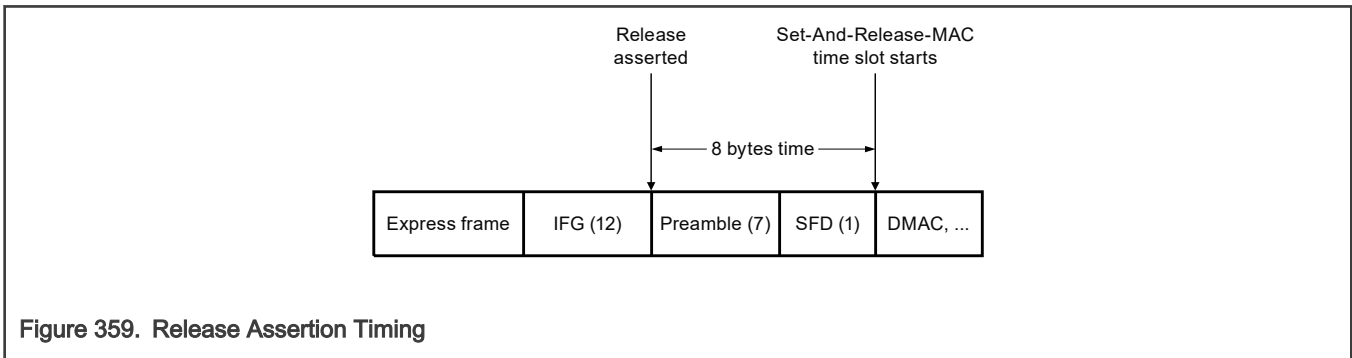 Release
asserted
Set-And-Release-MAC
time slot starts
8 bytes time
Express frame
IFG (12)
Preamble (7)
SFD (1)
DMAC, ...
Figure 359. Release Assertion Timing